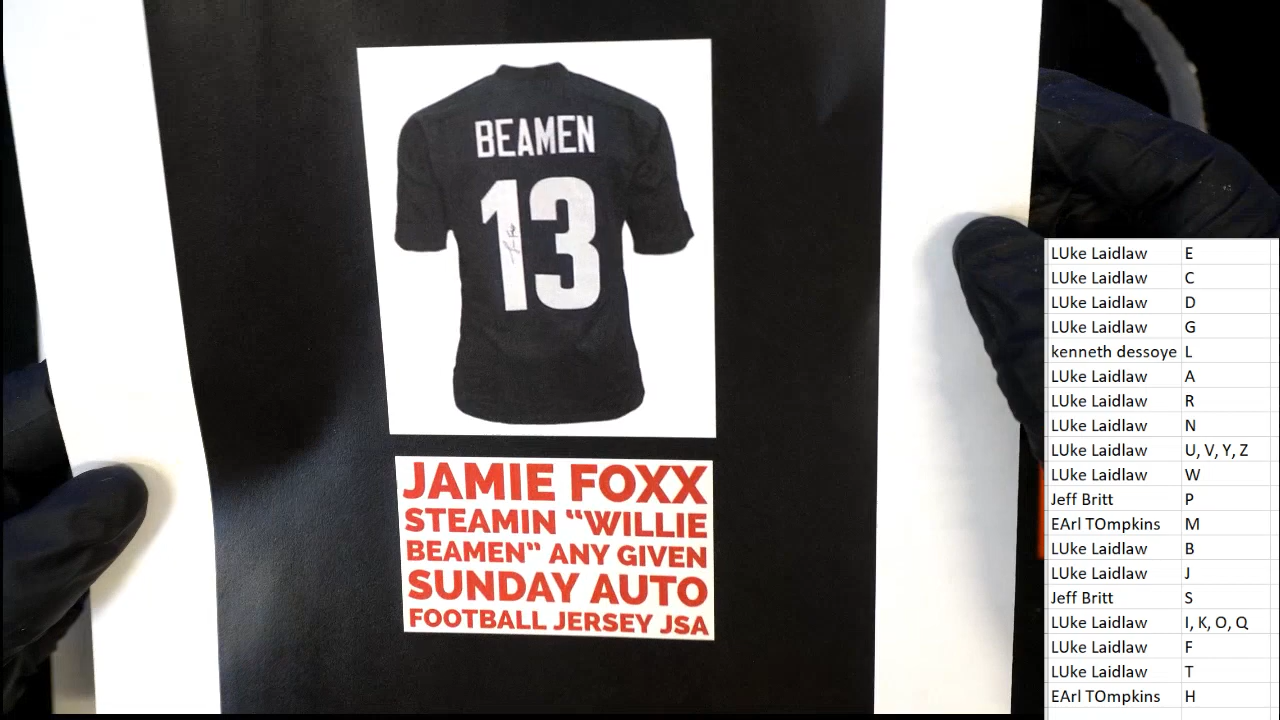 BEAMEN
13
JAMIE FOXX
STEAMIN “WILLIE
BEAMEN” ANY GIVEN
SUNDAY AUTO
FOOTBALL JERSEY JSA
LUke Laidlaw E
LUke Laidlaw C
LUke Laidlaw D
LUke Laidlaw G
kenneth dessoye L
LUke Laidlaw A
LUke Laidlaw R
LUke Laidlaw N
LUke Laidlaw U, V, Y, Z
LUke Laidlaw W
Jeff Britt P
EArl TOmpkins M
LUke Laidlaw B
LUke Laidlaw J
Jeff Britt S
LUke Laidlaw I, K, O, Q
LUke Laidlaw F
LUke Laidlaw T
EArl TOmpkins H